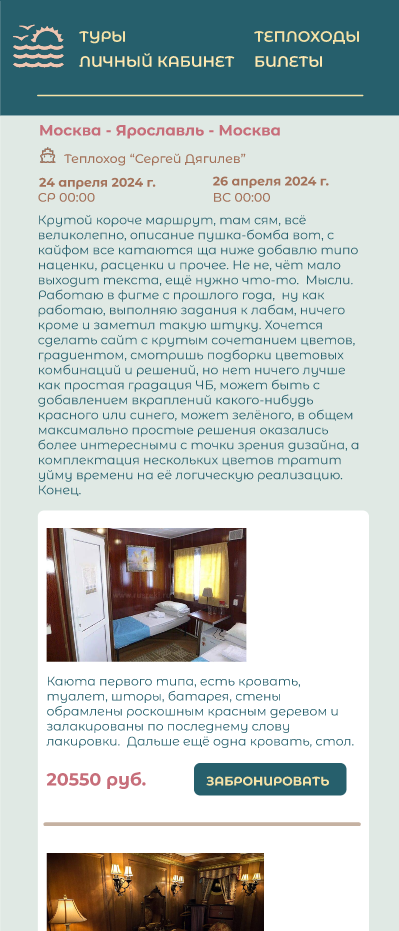 ТУРЫ
ТЕПЛОХОДЫ
ЛИЧНЫЙ КАБИНЕТ
БИЛЕТЫ
Москва - Ярославль - Москва
Теплоход “Сергей Дягилев”
24 апреля 2024 г.
26 апреля 2024 г.
СР 00:00
ВС 00:00
Крутой короче маршрут, там сям, всё
великолепно, описание пушка-бомба вот, с
кайфом все катаются ща ниже добавлю типо
наценки, расценки и прочее. Не не, чёт мало
выходит текста, ещё нужно что-то.  Мысли.
Работаю в фигме с прошлого года,  ну как
работаю, выполняю задания к лабам, ничего
кроме и заметил такую штуку. Хочется
сделать сайт с крутым сочетанием цветов,
градиентом, смотришь подборки цветовых
комбинаций и решений, но нет ничего лучше
как простая градация ЧБ, может быть с
добавлением вкраплений какого-нибудь
красного или синего, может зелёного, в общем
максимально простые решения оказались
более интересными с точки зрения дизайна, а
комплектация нескольких цветов тратит
уйму времени на её логическую реализацию.
Конец.
Каюта первого типа, есть кровать,
туалет, шторы, батарея, стены
обрамлены роскошным красным деревом и
залакированы по последнему слову
лакировки.  Дальше ещё одна кровать, стол.
20550 руб.
ЗАБРОНИРОВАТЬ